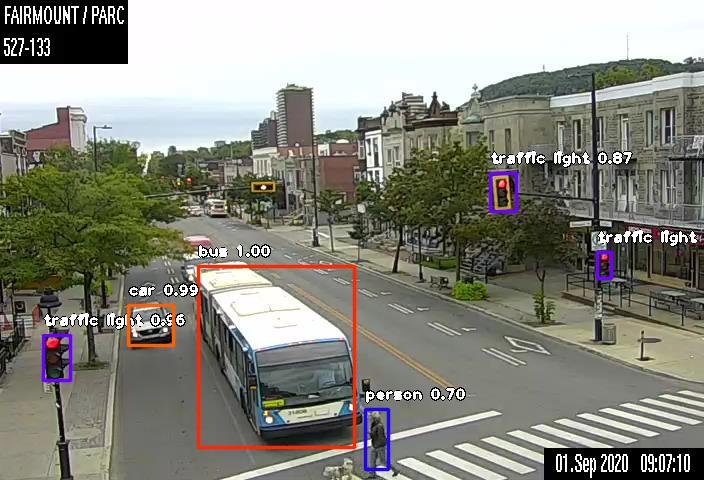 FAIRMOUNT / PARC
527-133
traffic light 0.87
traffic light
bus 1.00
car 0.99
traffic light 0.96
person 0.70
01.Sep 2020 09:07:10